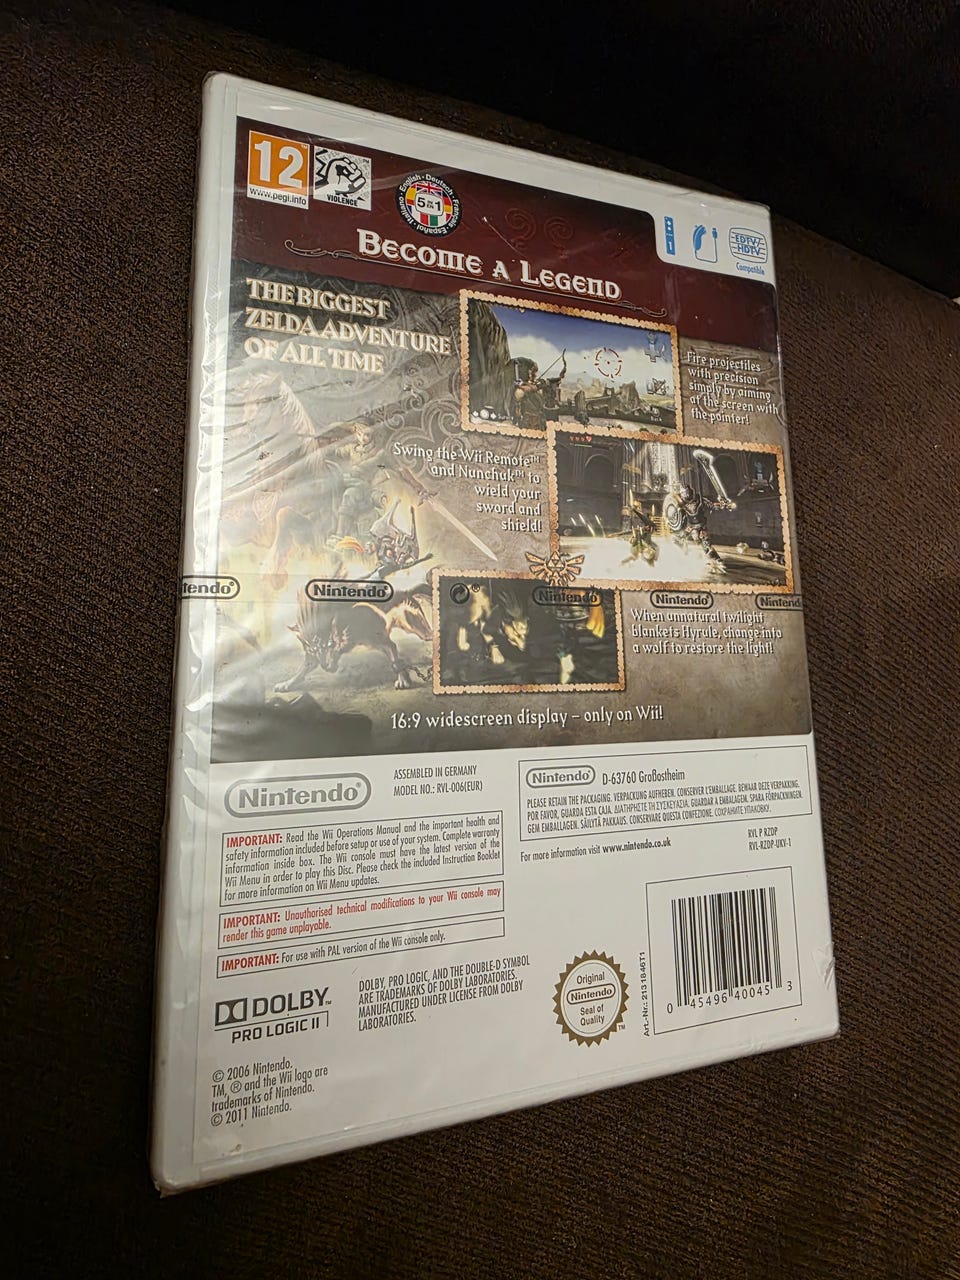 12
www.pegi.info
VIOLENCE
English · Deutsch · Français · Español · Italiano
5 in 1
1
EDTV/
HDTV
Compatible
BECOME A LEGEND
THE BIGGEST
ZELDA ADVENTURE
OF ALL TIME
Fire projectiles
with precision
simply by aiming
at the screen with
the pointer!
Swing the Wii Remote™
and Nunchuk™ to
wield your
sword and
shield!
tendo®
Nintendo®
Nintendo®
Nintendo®
Nintendo
When unnatural twilight
blankets Hyrule, change into
a wolf to restore the light!
16:9 widescreen display – only on Wii!
Nintendo®
ASSEMBLED IN GERMANY
MODEL NO.: RVL-006(EUR)
Nintendo®
D-63760 Großostheim
PLEASE RETAIN THE PACKAGING. VERPACKUNG AUFHEBEN. CONSERVER L'EMBALLAGE. BEWAAR DEZE VERPAKKING.
POR FAVOR, GUARDA ESTA CAJA. ΔΙΑΤΗΡΗΣΤΕ ΤΗ ΣΥΣΚΕΥΑΣΙΑ. GUARDAR A EMBALAGEM. SPARA FÖRPACKNINGEN.
GEM EMBALLAGEN. SÄILYTÄ PAKKAUS. CONSERVARE QUESTA CONFEZIONE. СОХРАНИТЕ УПАКОВКУ.
For more information visit www.nintendo.co.uk
RVL P RZDP
RVL-RZDP-UKV-1
IMPORTANT: Read the Wii Operations Manual and the important health and
safety information included before setup or use of your system. Complete warranty
information inside box. The Wii console must have the latest version of the
Wii Menu in order to play this Disc. Please check the included Instruction Booklet
for more information on Wii Menu updates.
IMPORTANT: Unauthorised technical modifications to your Wii console may
render this game unplayable.
IMPORTANT: For use with PAL version of the Wii console only.
DOLBY™
PRO LOGIC II
DOLBY, PRO LOGIC, AND THE DOUBLE-D SYMBOL
ARE TRADEMARKS OF DOLBY LABORATORIES.
MANUFACTURED UNDER LICENSE FROM DOLBY
LABORATORIES.
Original
Nintendo
Seal of
Quality
TM
Art.-Nr.: 2131846T1
0 45496 40045 3
© 2006 Nintendo.
TM, ® and the Wii logo are
trademarks of Nintendo.
© 2011 Nintendo.